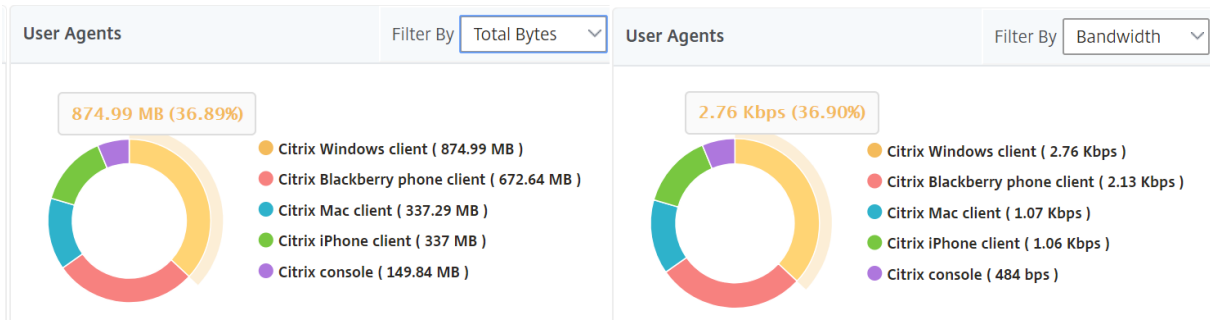 User Agents
Filter By Total Bytes
874.99 MB (36.89%)
Citrix Windows client ( 874.99 MB )
Citrix Blackberry phone client ( 672.64 MB )
Citrix Mac client ( 337.29 MB )
Citrix iPhone client ( 337 MB )
Citrix console ( 149.84 MB )
User Agents
Filter By Bandwidth
2.76 Kbps (36.90%)
Citrix Windows client ( 2.76 Kbps )
Citrix Blackberry phone client ( 2.13 Kbps )
Citrix Mac client ( 1.07 Kbps )
Citrix iPhone client ( 1.06 Kbps )
Citrix console ( 484 bps )